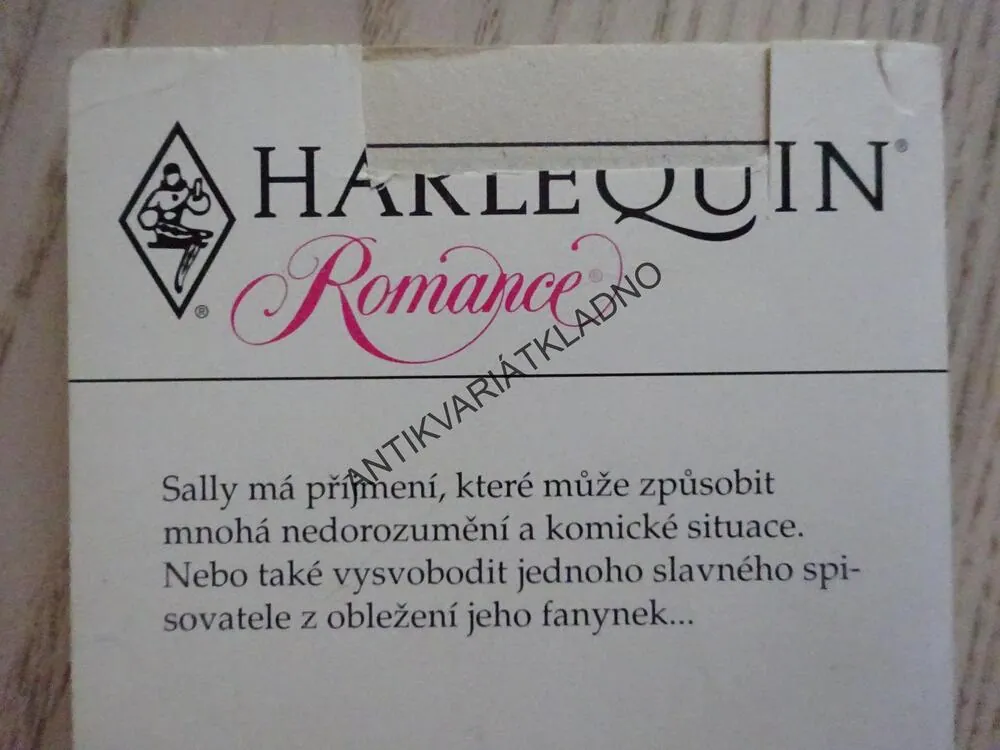 HARLEQUIN®
Romance®
®
ANTIKVARIÁTKLADNO
Sally má příjmení, které může způsobit
mnohá nedorozumění a komické situace.
Nebo také vysvobodit jednoho slavného spi-
sovatele z obležení jeho fanynek...